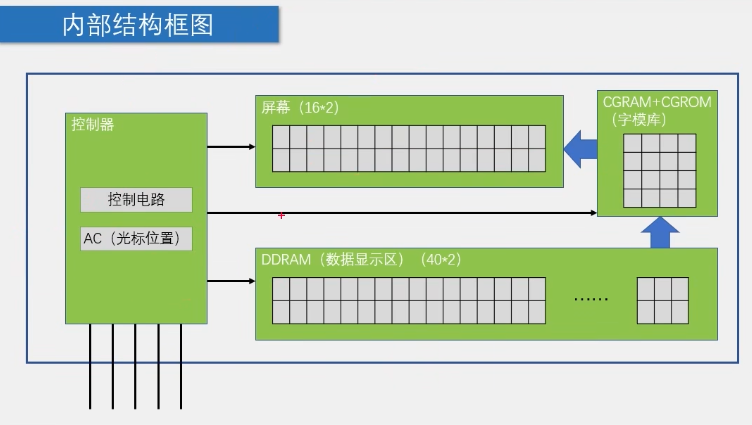 内部结构框图
屏幕（16*2）
CGRAM+CGROM
（字模库）
控制器
控制电路
AC（光标位置）
DDRAM（数据显示区）（40*2）
……